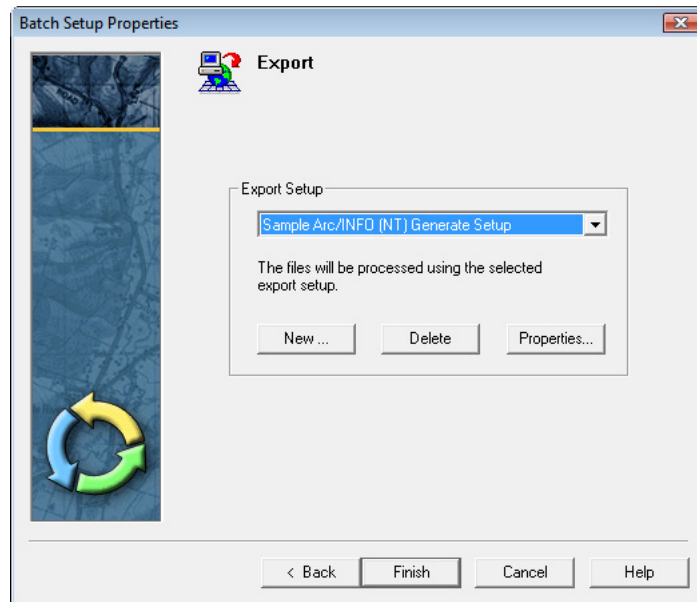 Batch Setup Properties
Export
Export Setup
Sample Arc/INFO (NT) Generate Setup
The files will be processed using the selected
export setup.
New ...
Delete
Properties...
< Back
Finish
Cancel
Help